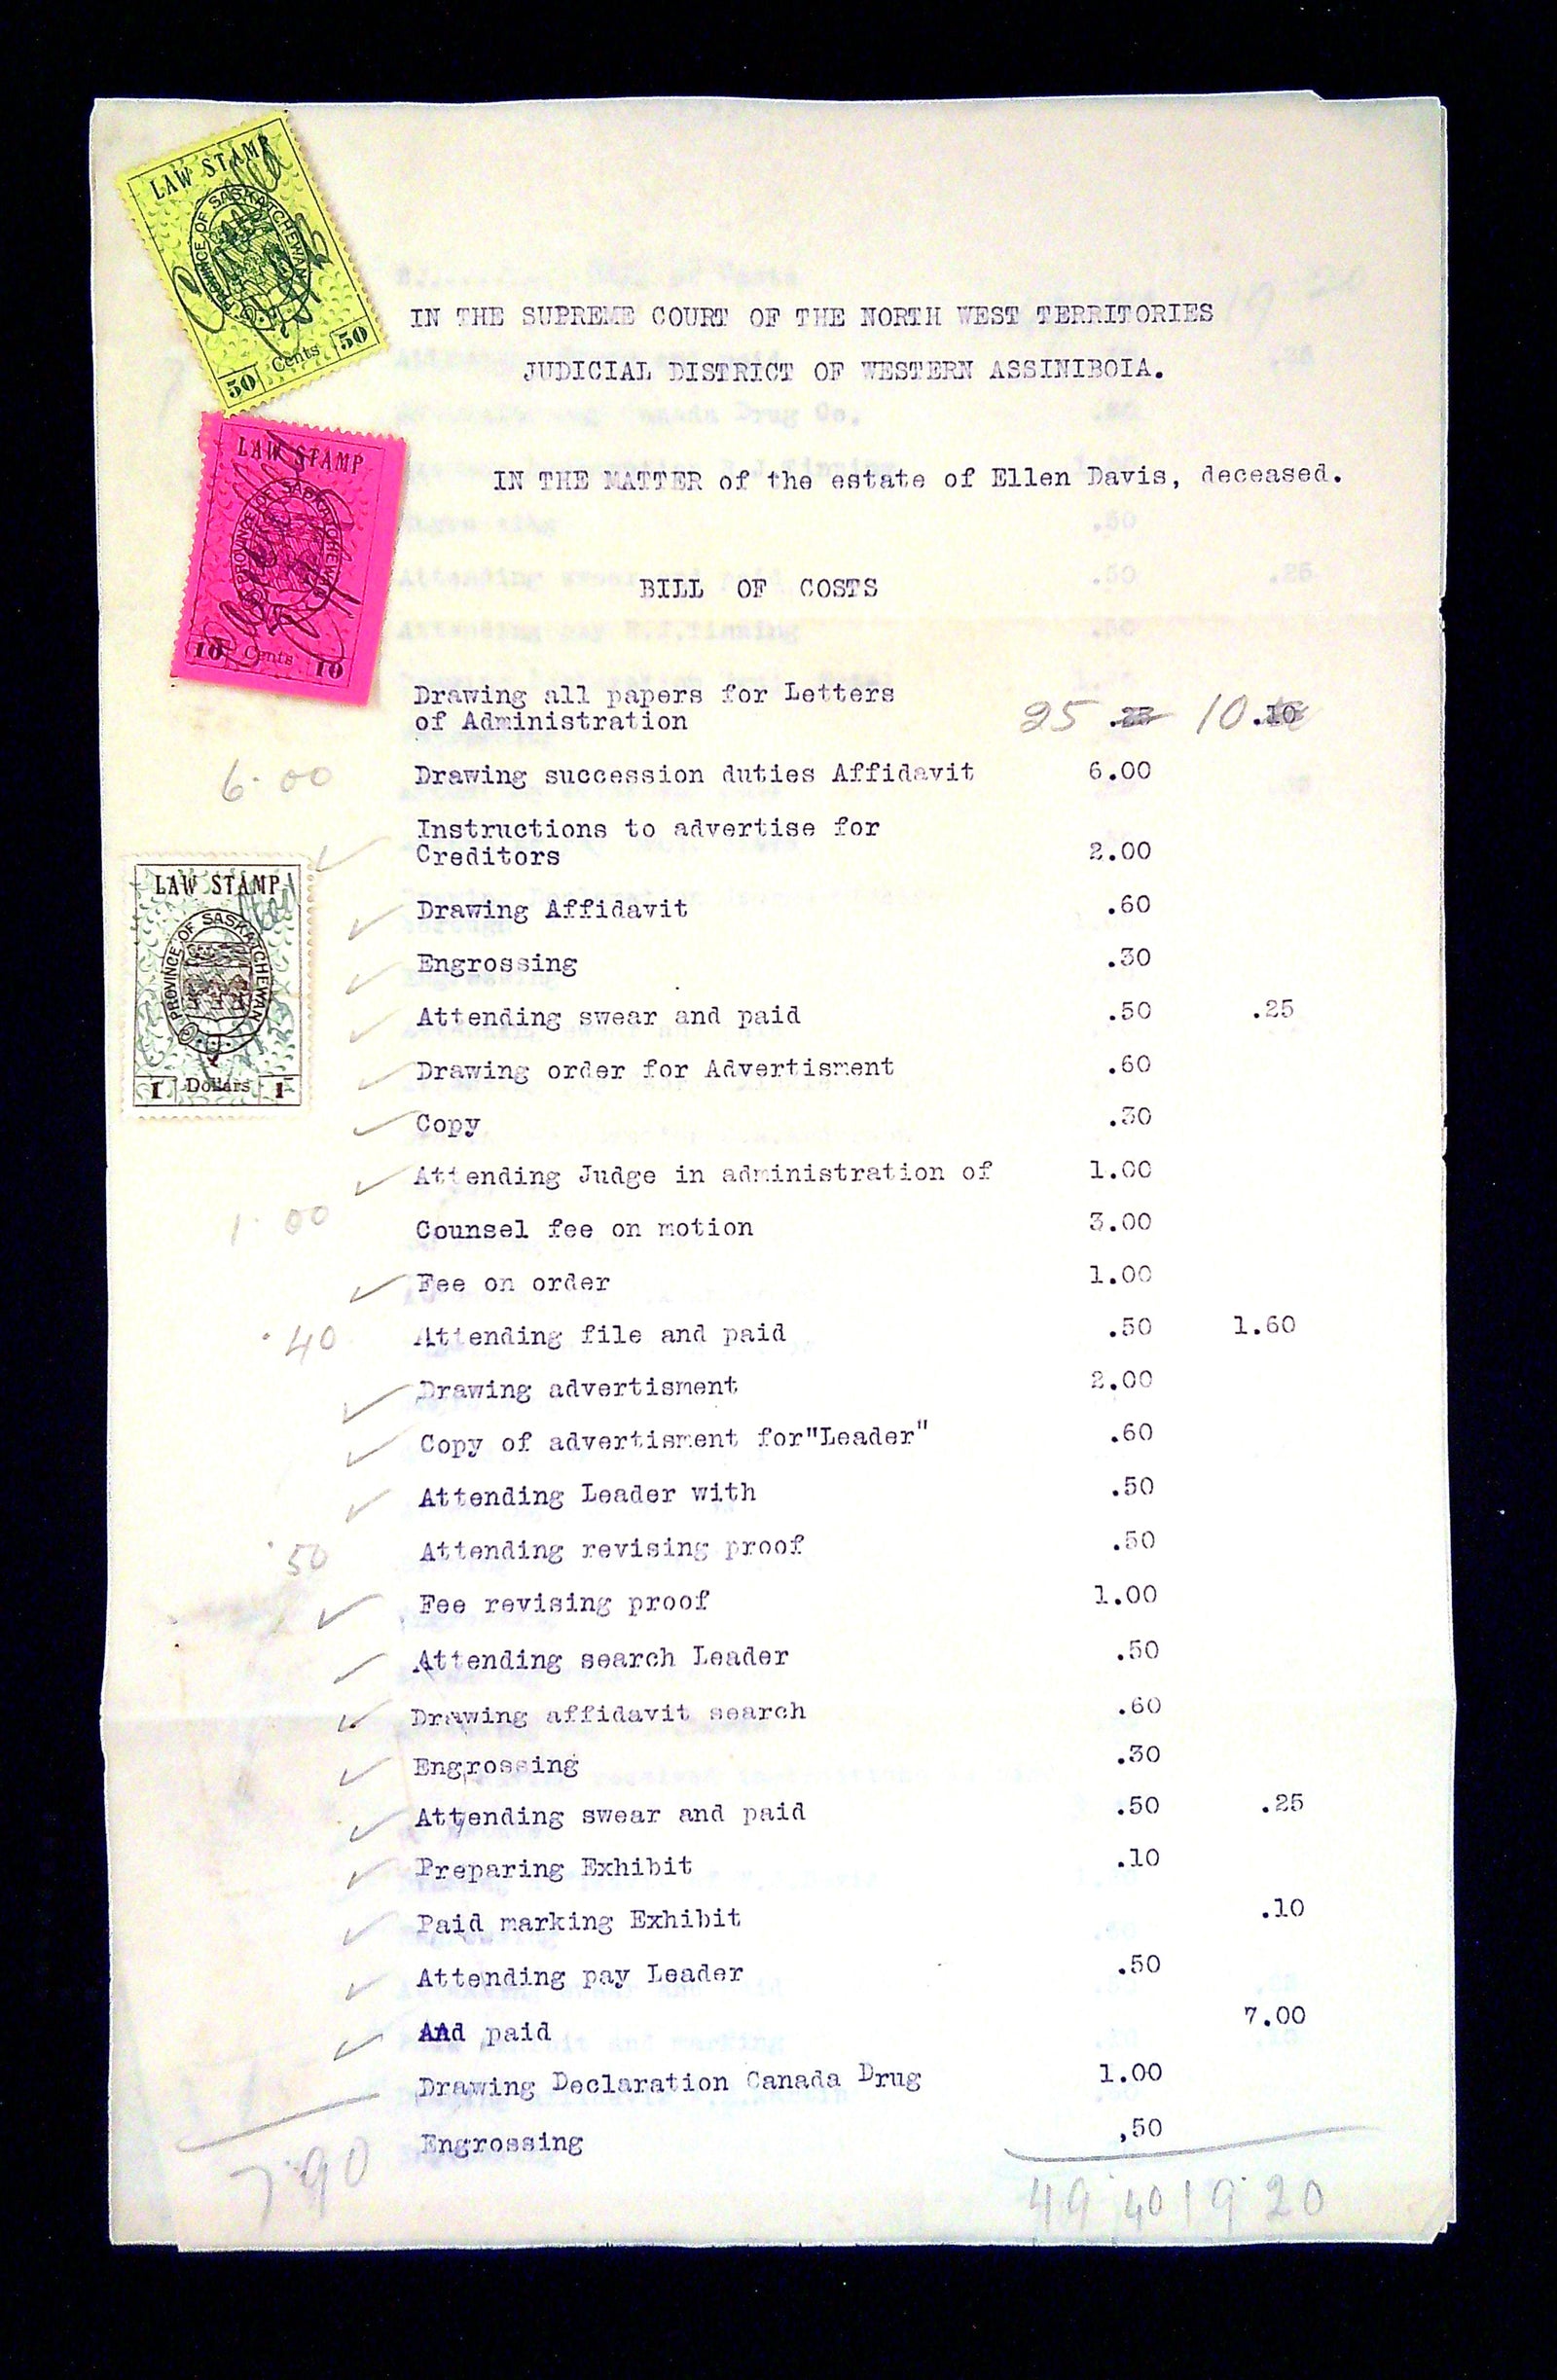 LAW STAMP
PROVINCE OF SASKATCHEWAN
50 Cents 50
LAW STAMP
PROVINCE OF SASKATCHEWAN
10 Cents 10
IN THE SUPREME COURT OF THE NORTH WEST TERRITORIES
JUDICIAL DISTRICT OF WESTERN ASSINIBOIA.
IN THE MATTER of the estate of Ellen Davis, deceased.
BILL OF COSTS
Drawing all papers for Letters
of Administration 25 .25 10 .10
6.00 Drawing succession duties Affidavit 6.00
Instructions to advertise for
Creditors 2.00
LAW STAMP
PROVINCE OF SASKATCHEWAN
1 Dollars 1
Drawing Affidavit .60
Engrossing .30
Attending swear and paid .50 .25
Drawing order for Advertisment .60
Copy .30
Attending Judge in administration of 1.00
1.00 Counsel fee on motion 3.00
Fee on order 1.00
.40 Attending file and paid .50 1.60
Drawing advertisment 2.00
Copy of advertisment for"Leader" .60
Attending Leader with .50
.50 Attending revising proof .50
Fee revising proof 1.00
Attending search Leader .50
Drawing affidavit search .60
Engrossing .30
Attending swear and paid .50 .25
Preparing Exhibit .10
Paid marking Exhibit .10
Attending pay Leader .50
And paid 7.00
Drawing Declaration Canada Drug 1.00
Engrossing ,50
7.90 49.40 19.20